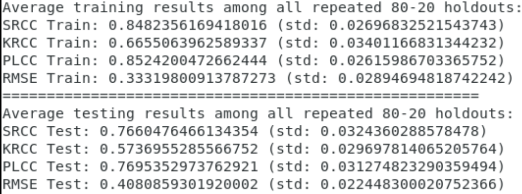 Average training results among all repeated 80-20 holdouts:
SRCC Train: 0.8482356169418016 (std: 0.02696832521543743)
KRCC Train: 0.6655063962589337 (std: 0.03401166831344232)
PLCC Train: 0.8524200472662444 (std: 0.02615986703365752)
RMSE Train: 0.33319800913787273 (std: 0.02894694818742242)
======================================================
Average testing results among all repeated 80-20 holdouts:
SRCC Test: 0.7660476466134354 (std: 0.0324360288578478)
KRCC Test: 0.5736955285566752 (std: 0.029697814065205764)
PLCC Test: 0.7695352973762921 (std: 0.031274823290359494)
RMSE Test: 0.4080859301920002 (std: 0.022448300020752366)